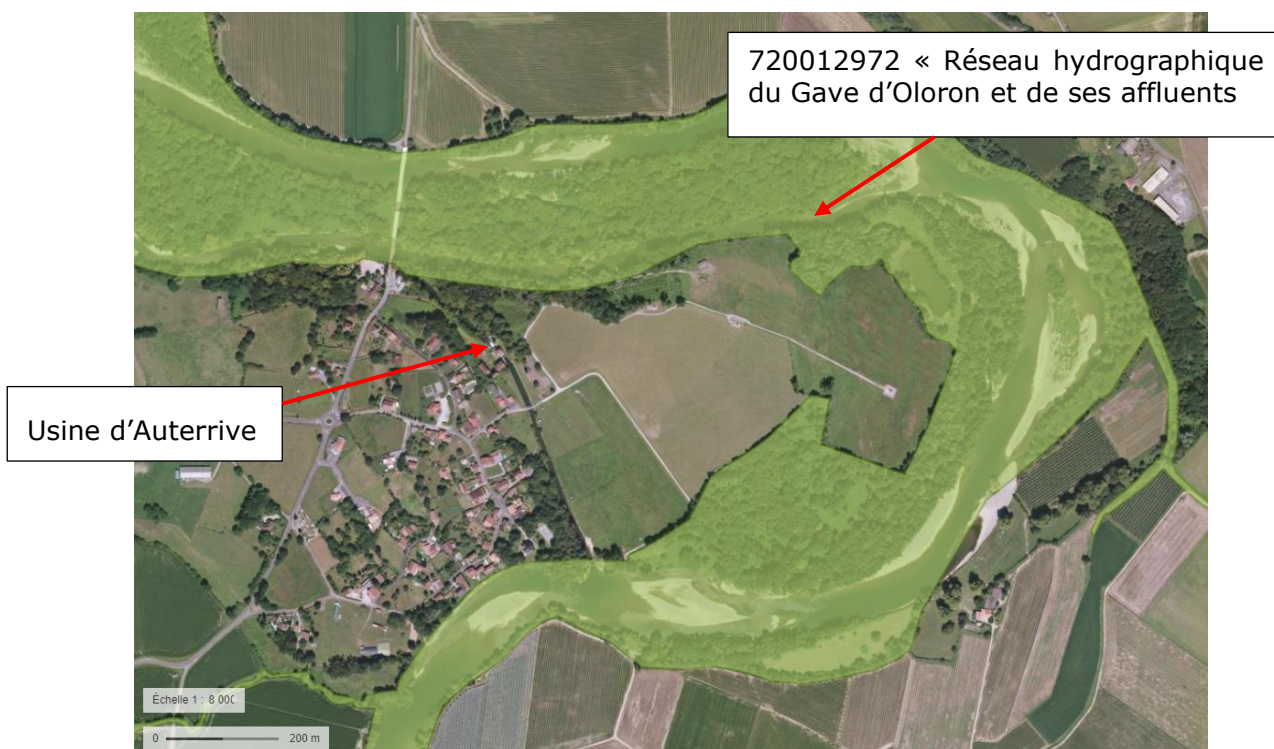 720012972 « Réseau hydrographique
du Gave d’Oloron et de ses affluents
Usine d’Auterrive
Échelle 1 : 8 000
0 200 m